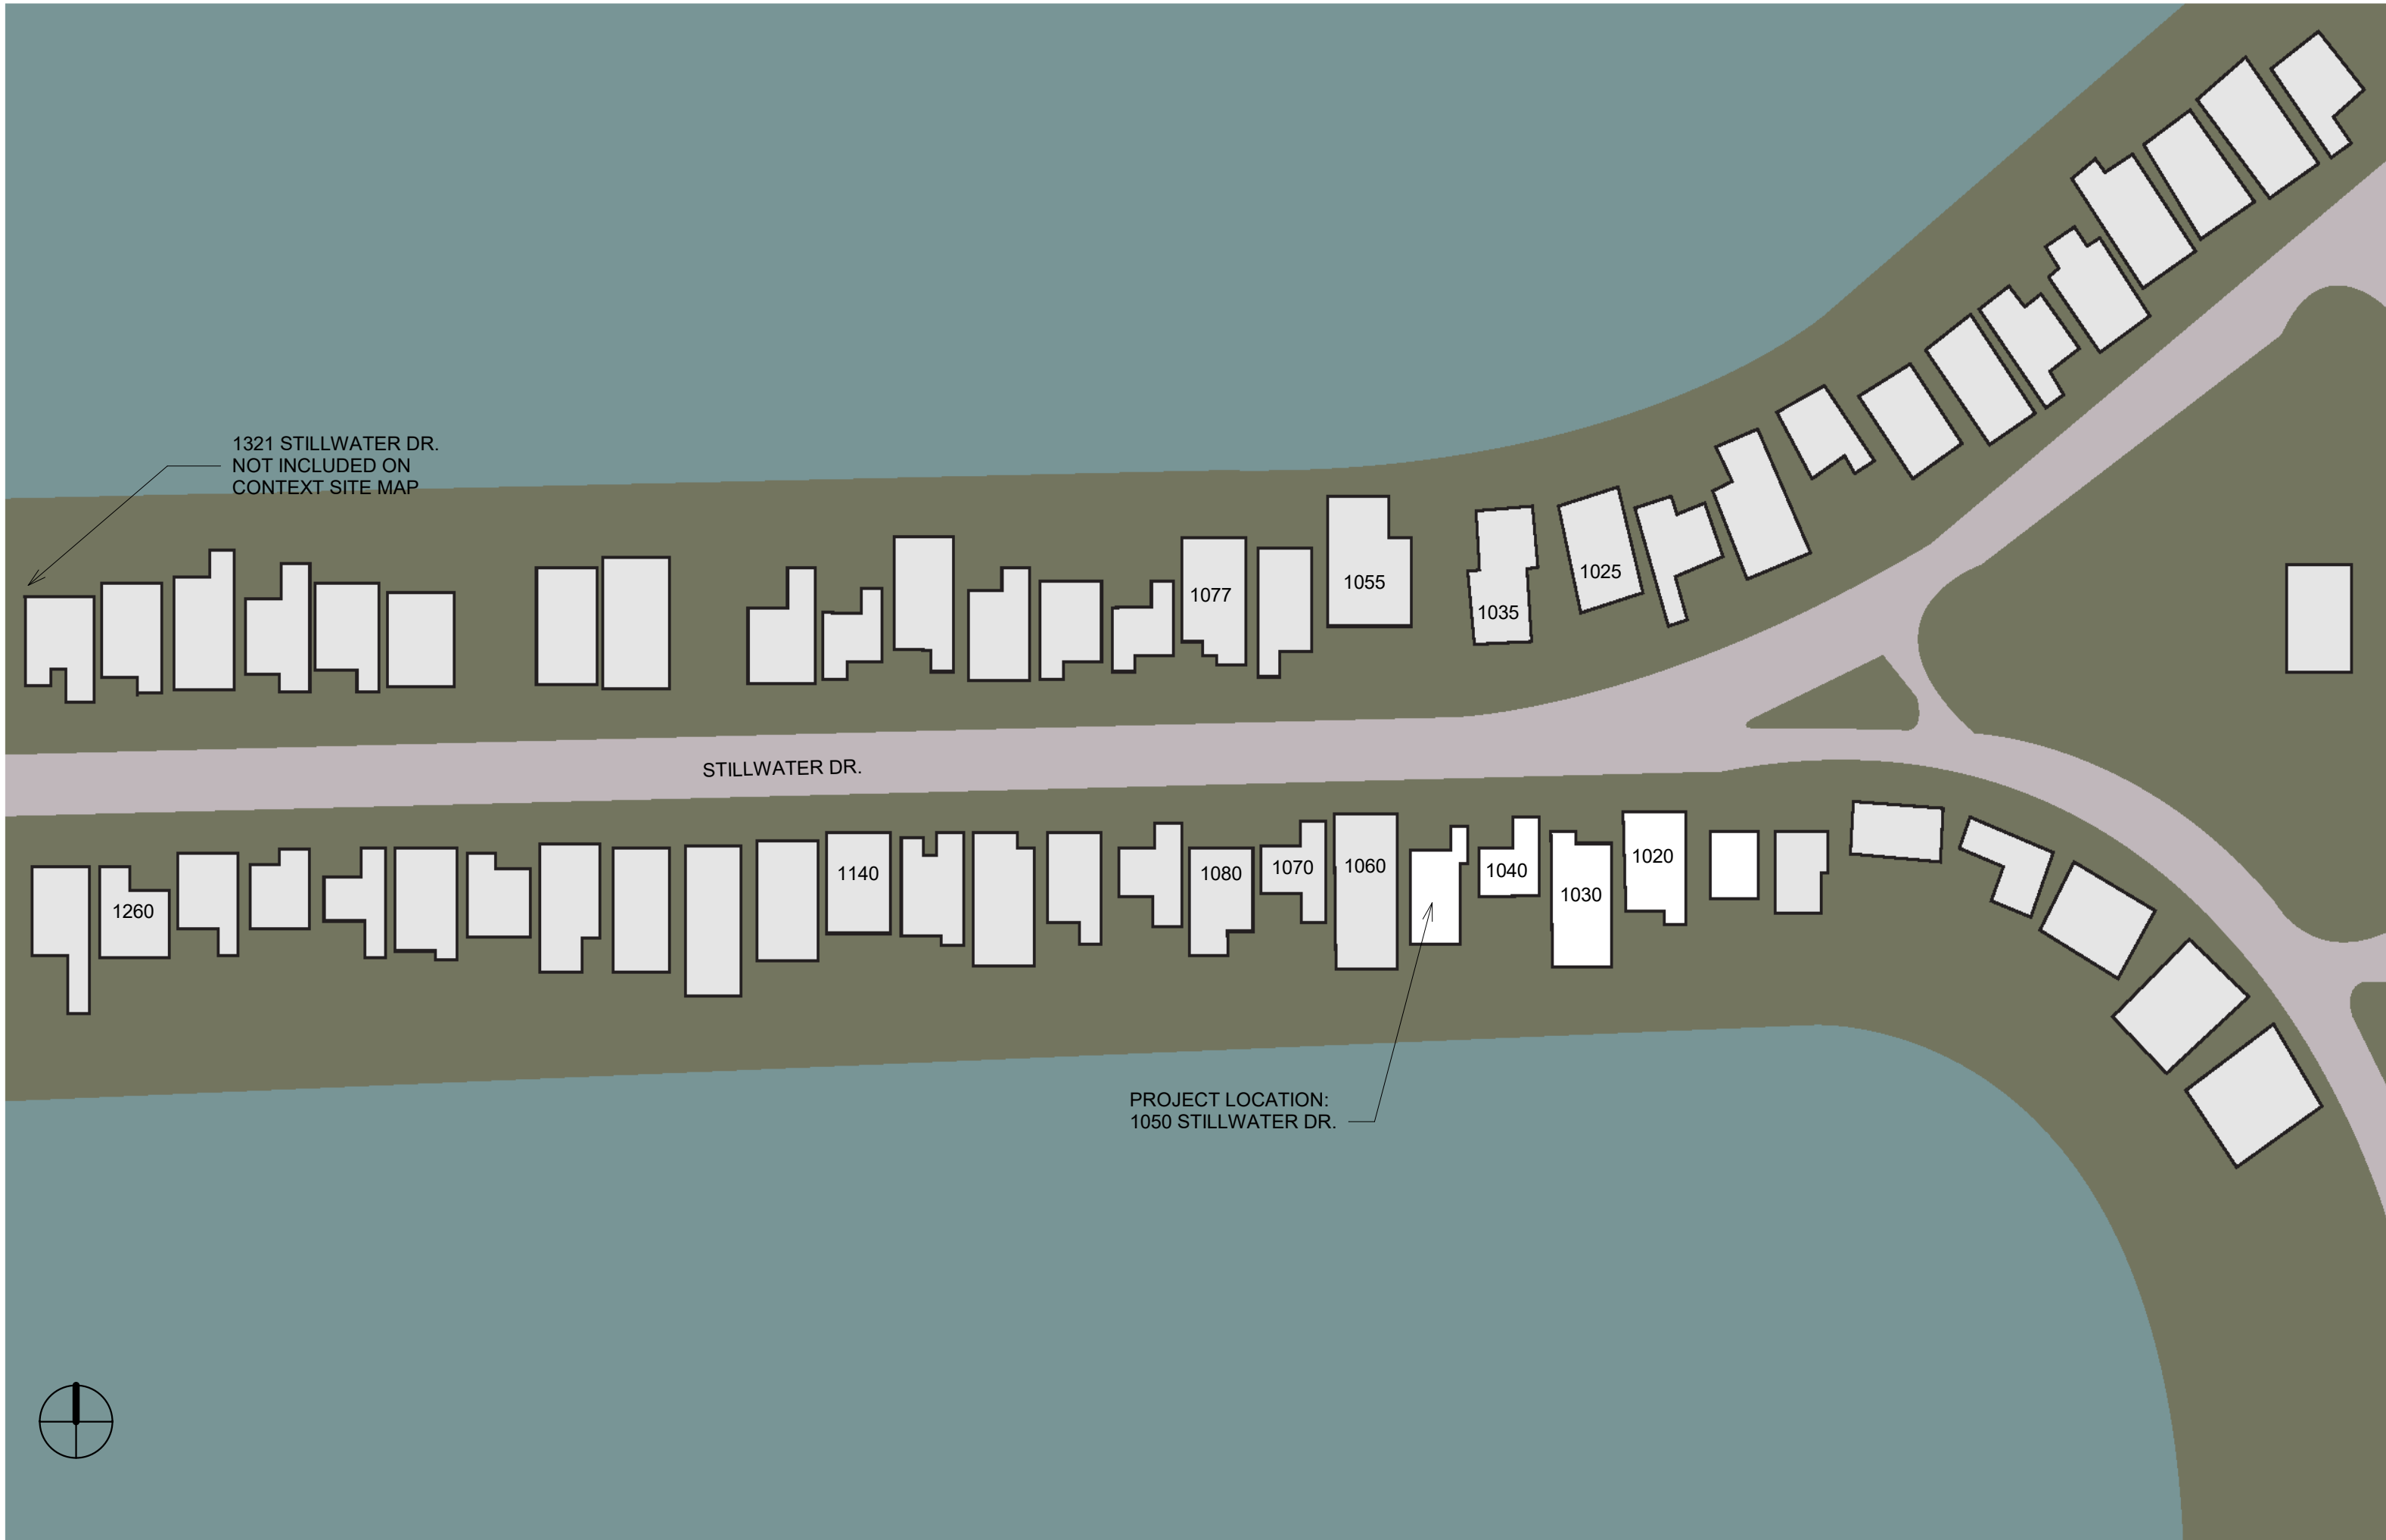 1321 STILLWATER DR.
NOT INCLUDED ON
CONTEXT SITE MAP
1077
1055
1035
1025
STILLWATER DR.
1260
1140
1080
1070
1060
1040
1030
1020
PROJECT LOCATION:
1050 STILLWATER DR.